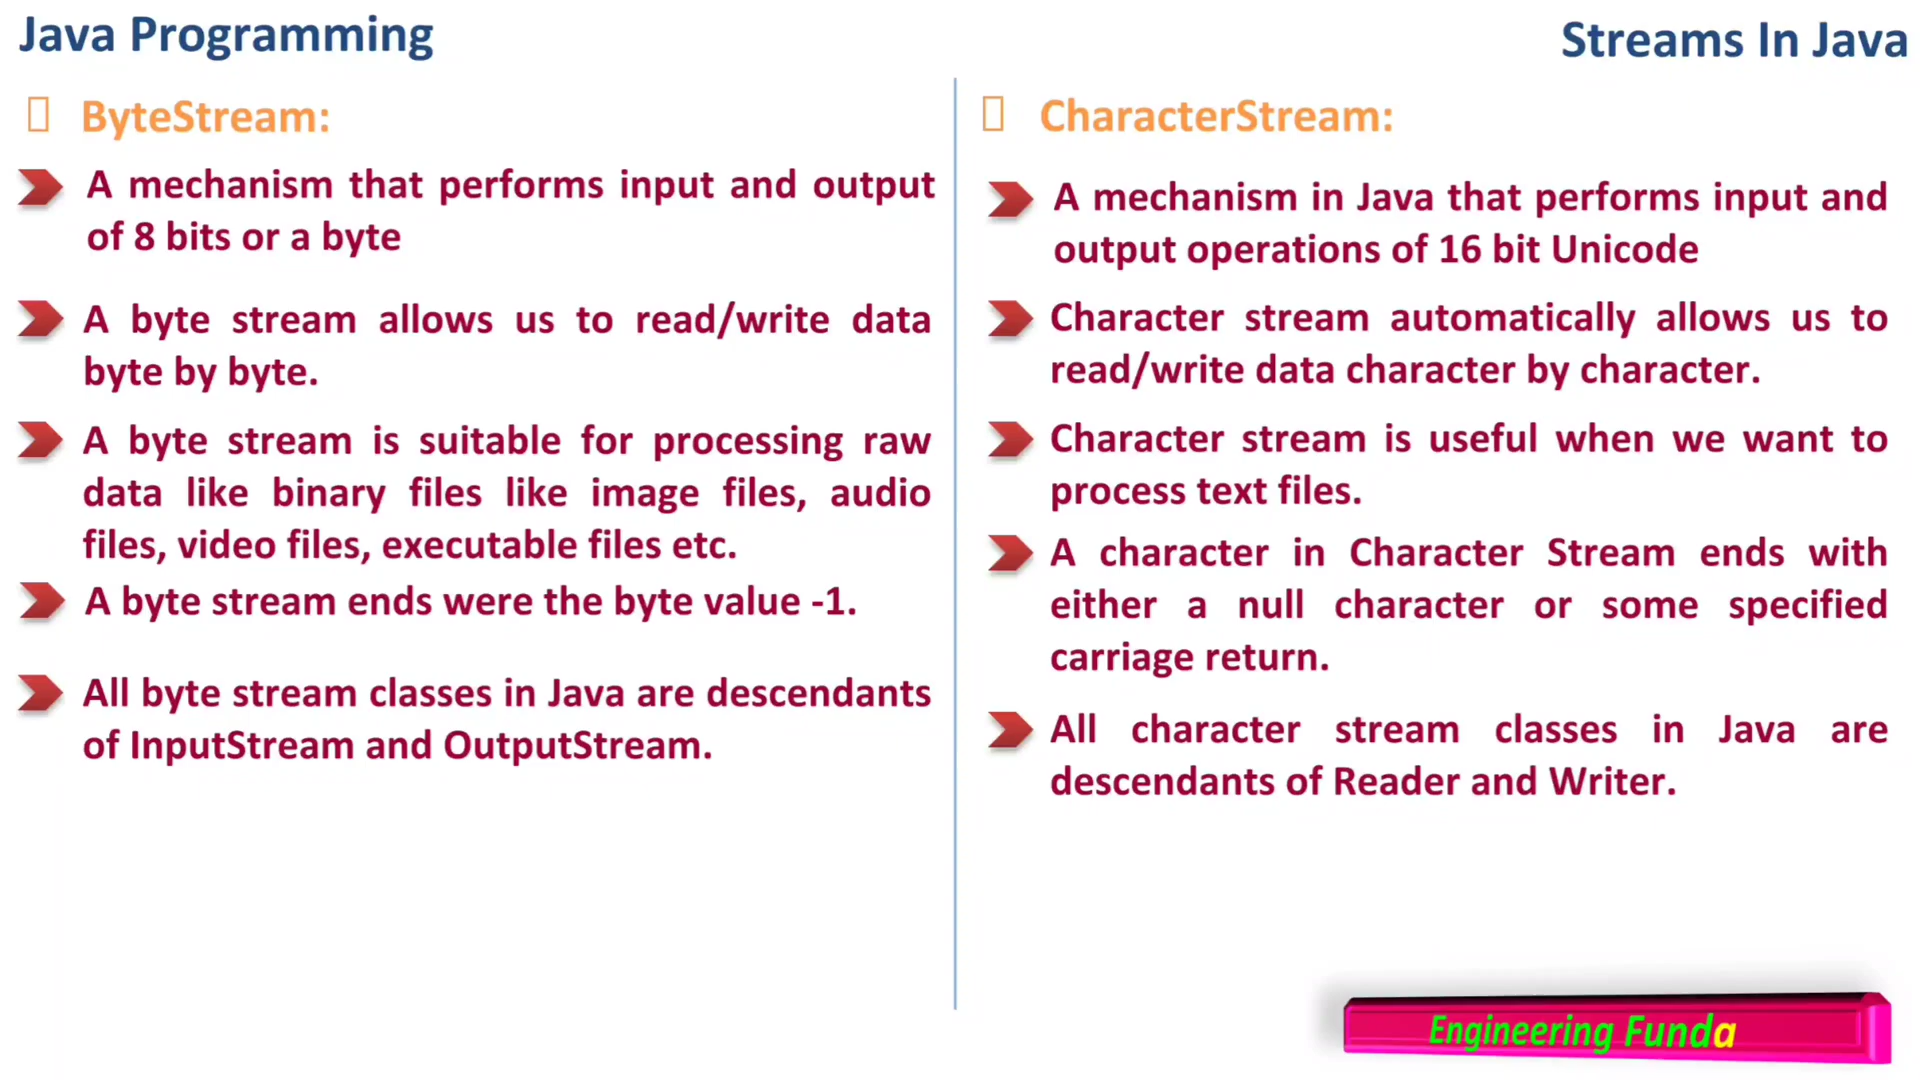 Java Programming
Streams In Java
ByteStream:
A mechanism that performs input and output
of 8 bits or a byte
A byte stream allows us to read/write data
byte by byte.
A byte stream is suitable for processing raw
data like binary files like image files, audio
files, video files, executable files etc.
A byte stream ends were the byte value -1.
All byte stream classes in Java are descendants
of InputStream and OutputStream.
CharacterStream:
A mechanism in Java that performs input and
output operations of 16 bit Unicode
Character stream automatically allows us to
read/write data character by character.
Character stream is useful when we want to
process text files.
A character in Character Stream ends with
either a null character or some specified
carriage return.
All character stream classes in Java are
descendants of Reader and Writer.
Engineering Funda